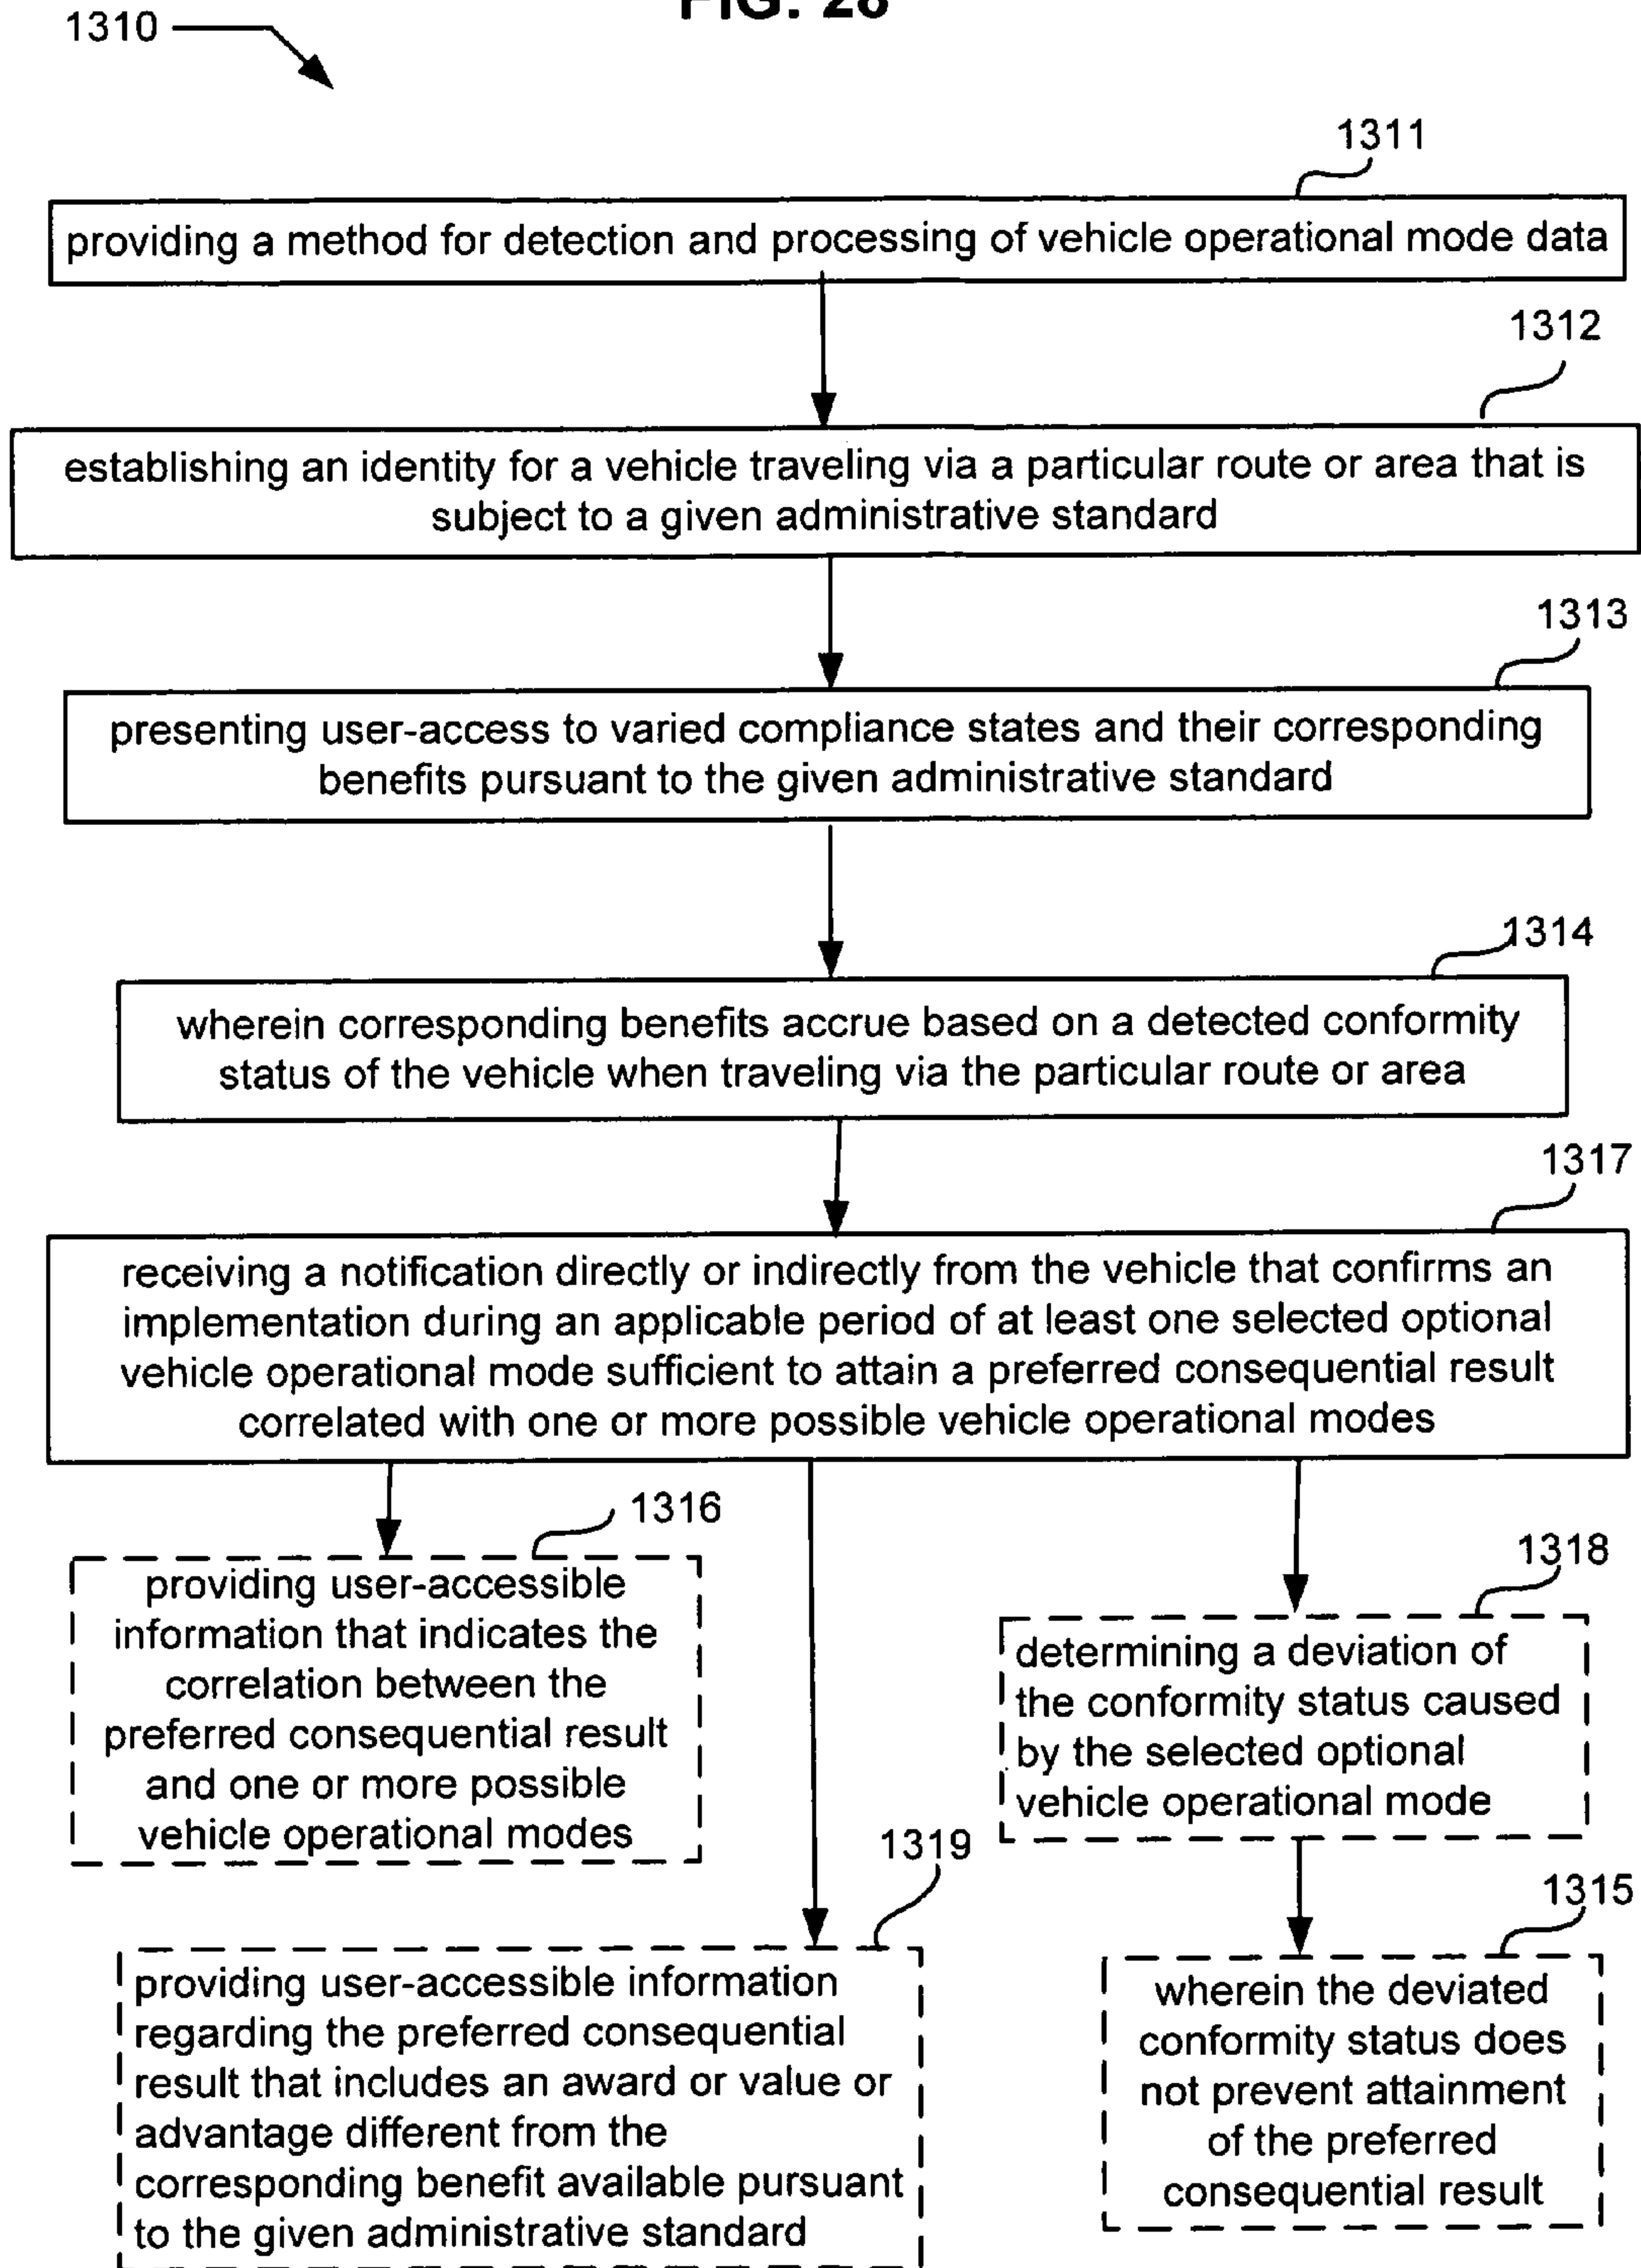 FIG. 28
1310
1311
providing a method for detection and processing of vehicle operational mode data
1312
establishing an identity for a vehicle traveling via a particular route or area that is
subject to a given administrative standard
1313
presenting user-access to varied compliance states and their corresponding
benefits pursuant to the given administrative standard
1314
wherein corresponding benefits accrue based on a detected conformity
status of the vehicle when traveling via the particular route or area
1317
receiving a notification directly or indirectly from the vehicle that confirms an
implementation during an applicable period of at least one selected optional
vehicle operational mode sufficient to attain a preferred consequential result
correlated with one or more possible vehicle operational modes
1316
providing user-accessible
information that indicates the
correlation between the
preferred consequential result
and one or more possible
vehicle operational modes
1318
determining a deviation of
the conformity status caused
by the selected optional
vehicle operational mode
1319
providing user-accessible information
regarding the preferred consequential
result that includes an award or value or
advantage different from the
corresponding benefit available pursuant
to the given administrative standard
1315
wherein the deviated
conformity status does
not prevent attainment
of the preferred
consequential result